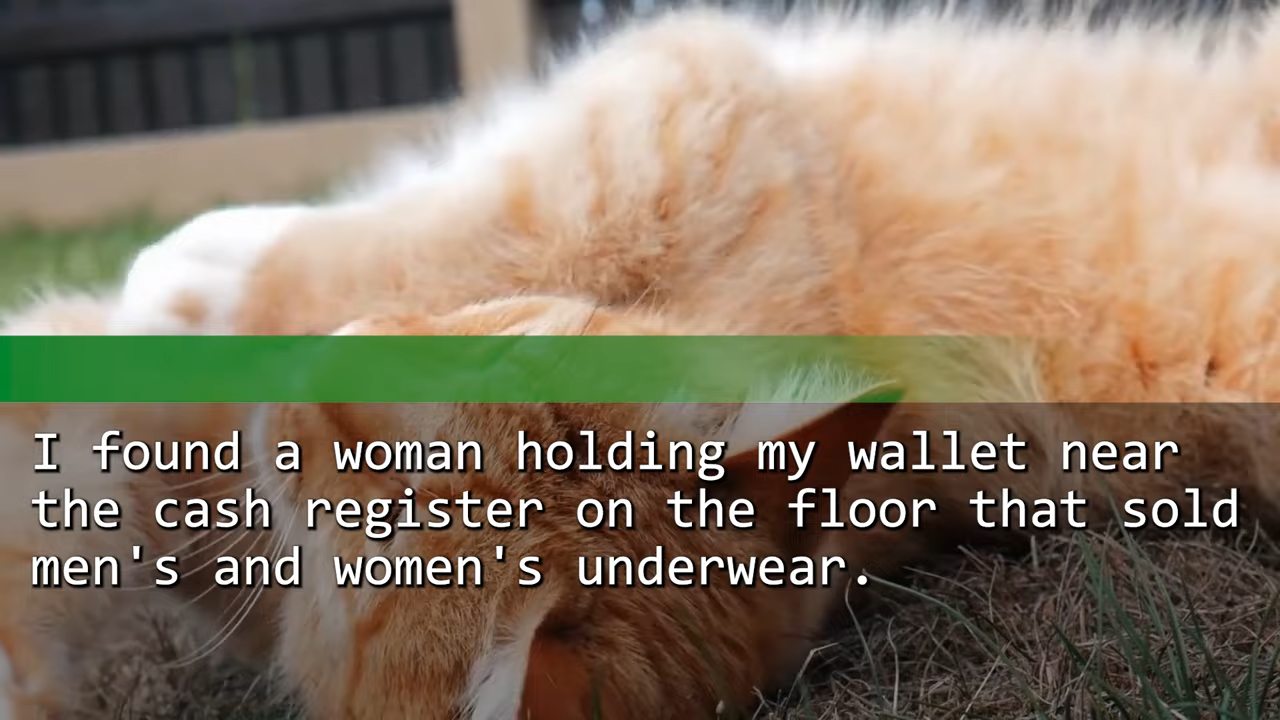 I found a woman holding my wallet near
the cash register on the floor that sold
men's and women's underwear.